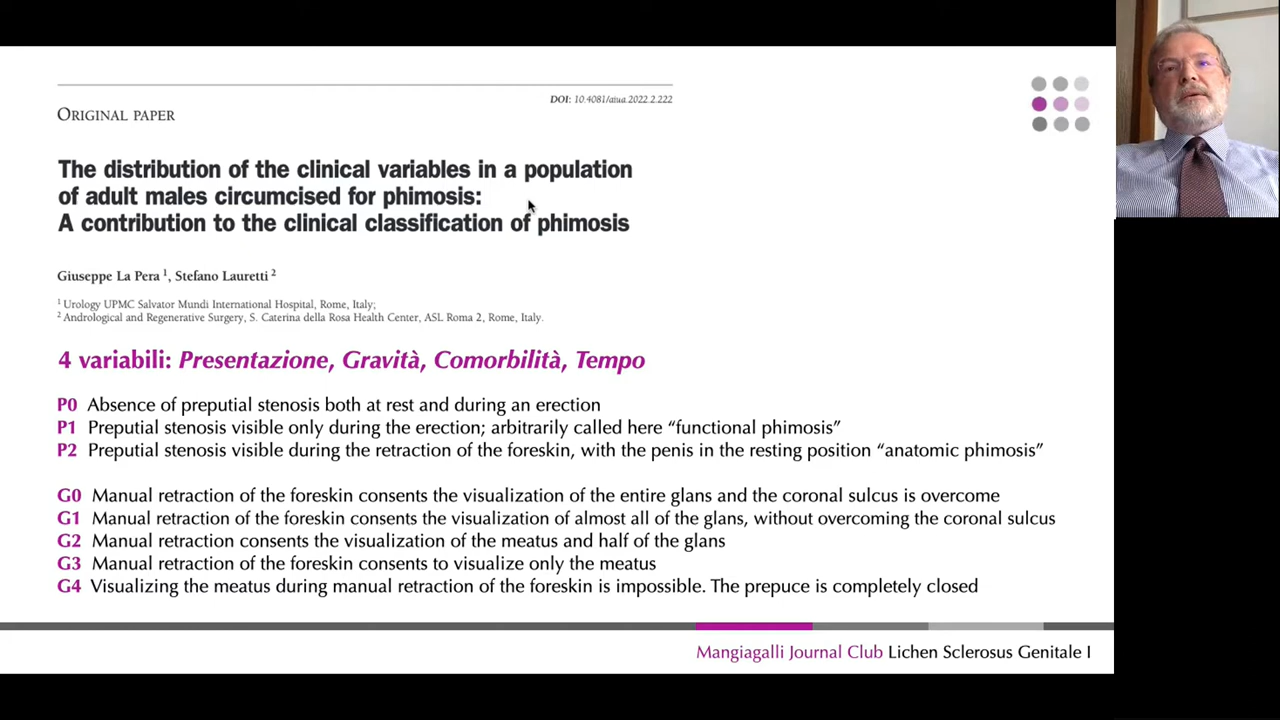 DOI: 10.4081/aiua.2022.2.222
ORIGINAL PAPER
The distribution of the clinical variables in a population
of adult males circumcised for phimosis:
A contribution to the clinical classification of phimosis
Giuseppe La Pera 1, Stefano Lauretti 2
1 Urology UPMC Salvator Mundi International Hospital, Rome, Italy;
2 Andrological and Regenerative Surgery, S. Caterina della Rosa Health Center, ASL Roma 2, Rome, Italy.
4 variabili: Presentazione, Gravità, Comorbilità, Tempo
P0 Absence of preputial stenosis both at rest and during an erection
P1 Preputial stenosis visible only during the erection; arbitrarily called here “functional phimosis”
P2 Preputial stenosis visible during the retraction of the foreskin, with the penis in the resting position “anatomic phimosis”
G0 Manual retraction of the foreskin consents the visualization of the entire glans and the coronal sulcus is overcome
G1 Manual retraction of the foreskin consents the visualization of almost all of the glans, without overcoming the coronal sulcus
G2 Manual retraction consents the visualization of the meatus and half of the glans
G3 Manual retraction of the foreskin consents to visualize only the meatus
G4 Visualizing the meatus during manual retraction of the foreskin is impossible. The prepuce is completely closed
Mangiagalli Journal Club Lichen Sclerosus Genitale I